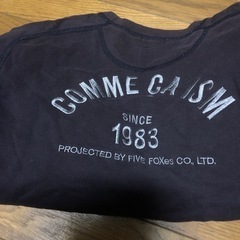 COMME CA ISM
SINCE
1983
PROJECTED BY FIVE FOXes CO., LTD.